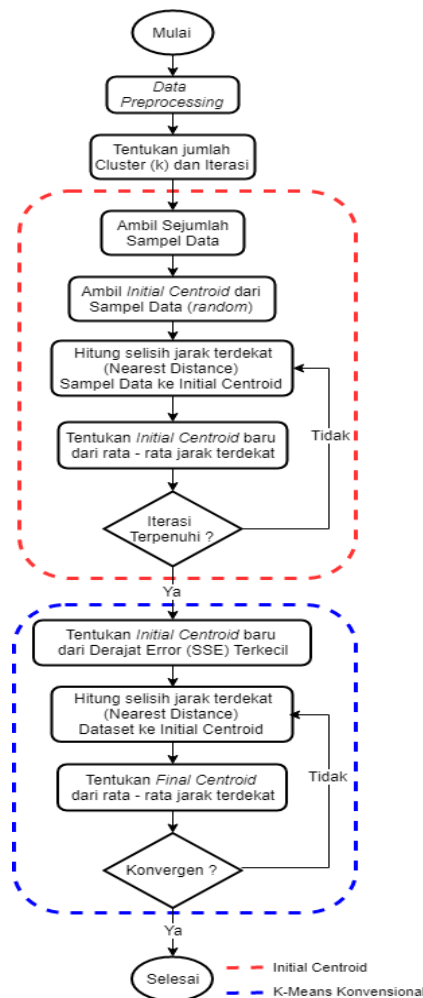 Mulai
Data
Preprocessing
Tentukan jumlah
Cluster (k) dan Iterasi
Ambil Sejumlah
Sampel Data
Ambil Initial Centroid dari
Sampel Data (random)
Hitung selisih jarak terdekat
(Nearest Distance)
Sampel Data ke Initial Centroid
Tentukan Initial Centroid baru
dari rata - rata jarak terdekat
Tidak
Iterasi
Terpenuhi ?
Ya
Tentukan Initial Centroid baru
dari Derajat Error (SSE) Terkecil
Hitung selisih jarak terdekat
(Nearest Distance)
Dataset ke Initial Centroid
Tentukan Final Centroid
dari rata - rata jarak terdekat
Tidak
Konvergen ?
Ya
Selesai
Initial Centroid
K-Means Konvensional